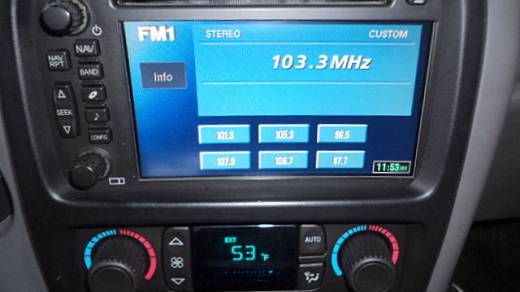 FM1 STEREO CUSTOM
103.3 MHz
Info
NAV
NAV RPT
BAND
SEEK
CONFIG
101.3 105.3 96.5
107.9 106.7 97.7
11:53
EXT 53 °F
AUTO